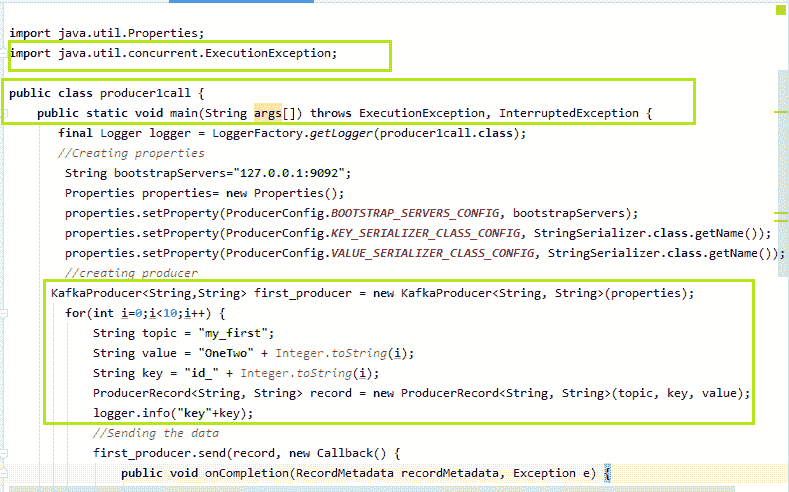 import java.util.Properties;
import java.util.concurrent.ExecutionException;
public class producer1call {
public static void main(String args[]) throws ExecutionException, InterruptedException {
final Logger logger = LoggerFactory.getLogger(producer1call.class);
//Creating properties
String bootstrapServers="127.0.0.1:9092";
Properties properties= new Properties();
properties.setProperty(ProducerConfig.BOOTSTRAP_SERVERS_CONFIG, bootstrapServers);
properties.setProperty(ProducerConfig.KEY_SERIALIZER_CLASS_CONFIG, StringSerializer.class.getName());
properties.setProperty(ProducerConfig.VALUE_SERIALIZER_CLASS_CONFIG, StringSerializer.class.getName());
//creating producer
KafkaProducer<String,String> first_producer = new KafkaProducer<String, String>(properties);
for(int i=0;i<10;i++) {
String topic = "my_first";
String value = "OneTwo" + Integer.toString(i);
String key = "id_" + Integer.toString(i);
ProducerRecord<String, String> record = new ProducerRecord<String, String>(topic, key, value);
logger.info("key"+key);
//Sending the data
first_producer.send(record, new Callback() {
public void onCompletion(RecordMetadata recordMetadata, Exception e) {